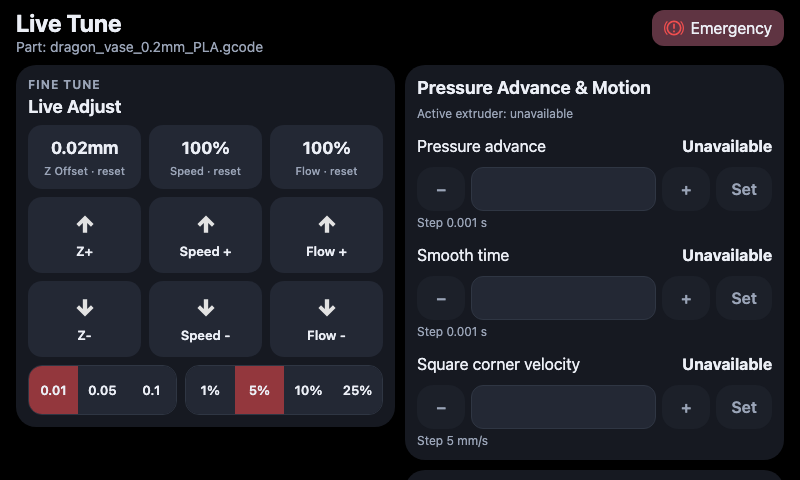 Live Tune
Part: dragon_vase_0.2mm_PLA.gcode
Emergency
FINE TUNE
Live Adjust
0.02mm
Z Offset · reset
100%
Speed · reset
100%
Flow · reset
Z+
Speed +
Flow +
Z-
Speed -
Flow -
0.01 0.05 0.1
1% 5% 10% 25%
Pressure Advance & Motion
Active extruder: unavailable
Pressure advance Unavailable
− + Set
Step 0.001 s
Smooth time Unavailable
− + Set
Step 0.001 s
Square corner velocity Unavailable
− + Set
Step 5 mm/s